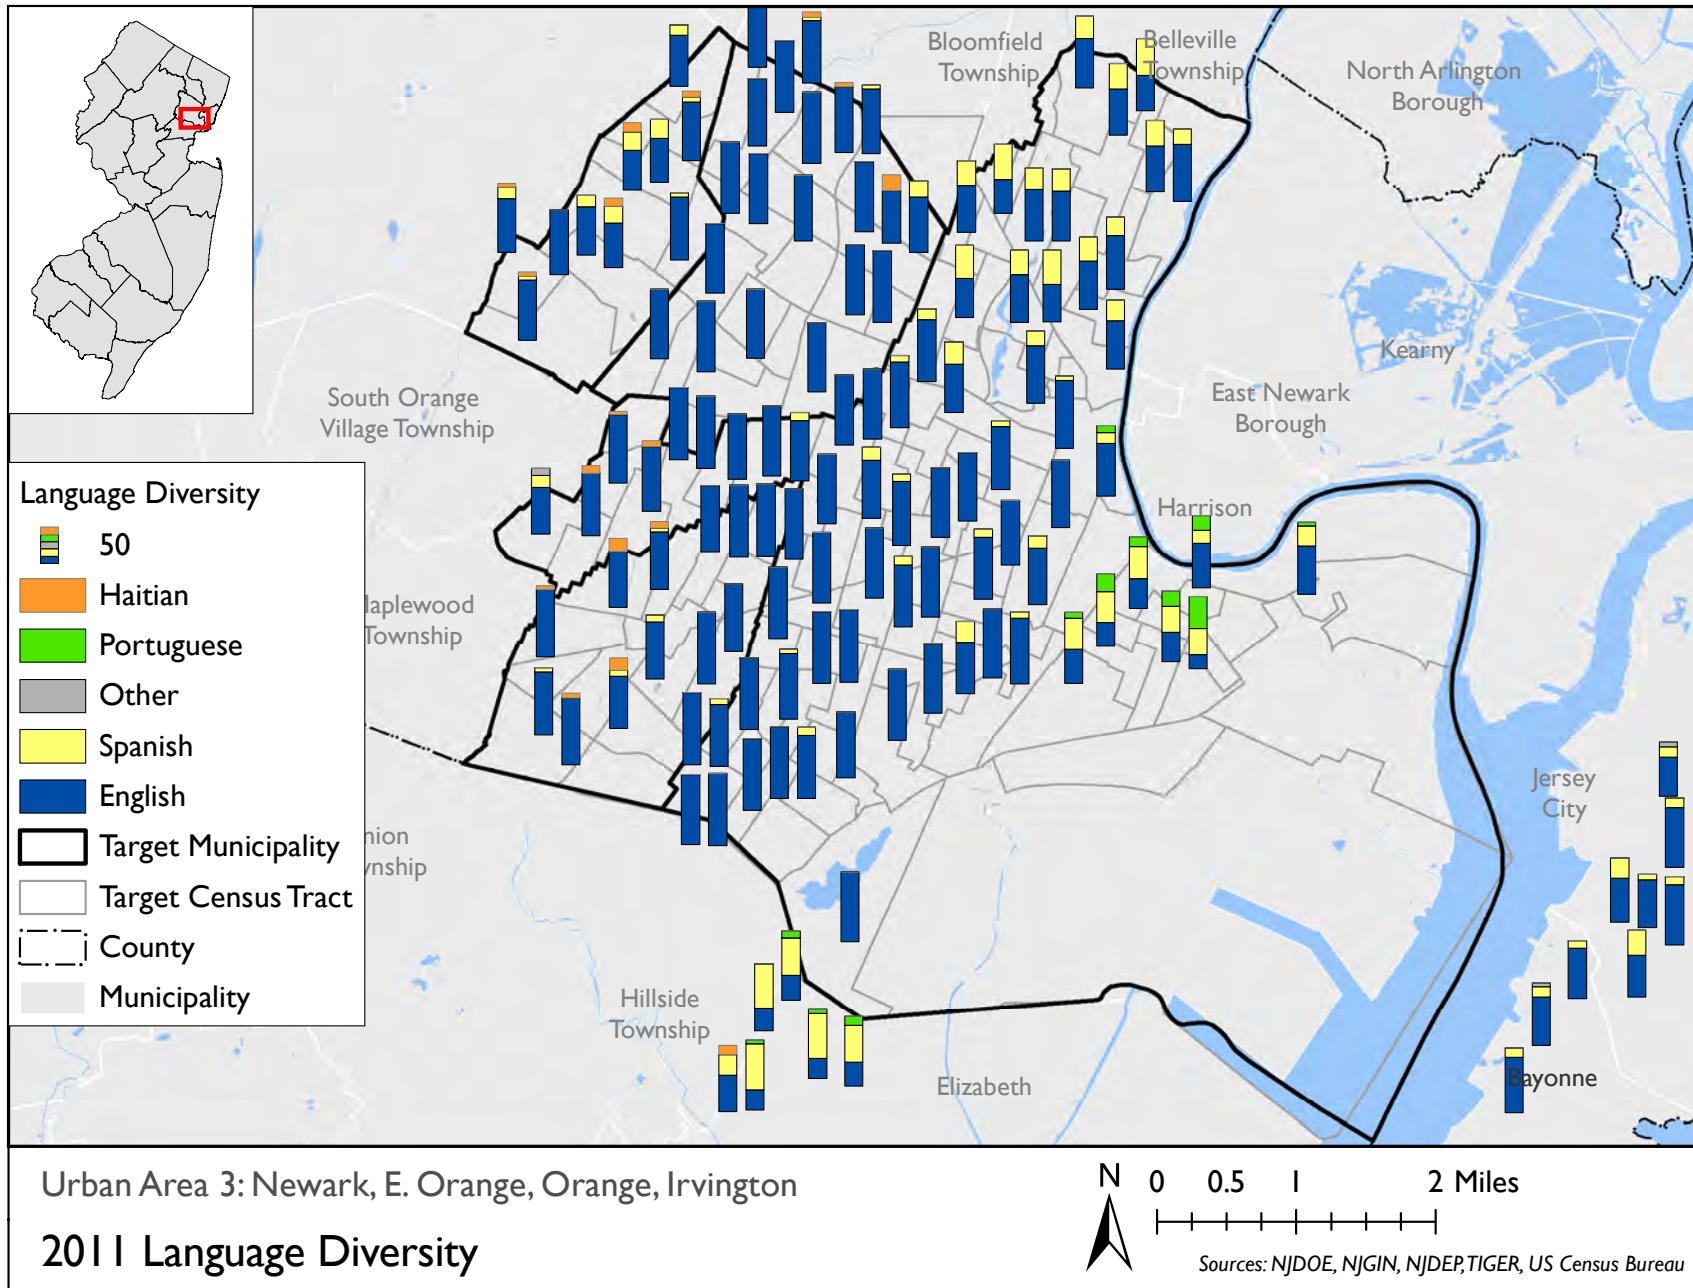 Bloomfield
Township
Belleville
Township
North Arlington
Borough
Kearny
East Newark
Borough
South Orange
Village Township
Harrison
Language Diversity
50
Haitian
Portuguese
Other
Spanish
English
Target Municipality
Target Census Tract
County
Municipality
aplewood
Township
nion
wnship
Jersey
City
Hillside
Township
Elizabeth
Bayonne
Urban Area 3: Newark, E. Orange, Orange, Irvington
2011 Language Diversity
N
0 0.5 1 2 Miles
Sources: NJDOE, NJGIN, NJDEP, TIGER, US Census Bureau